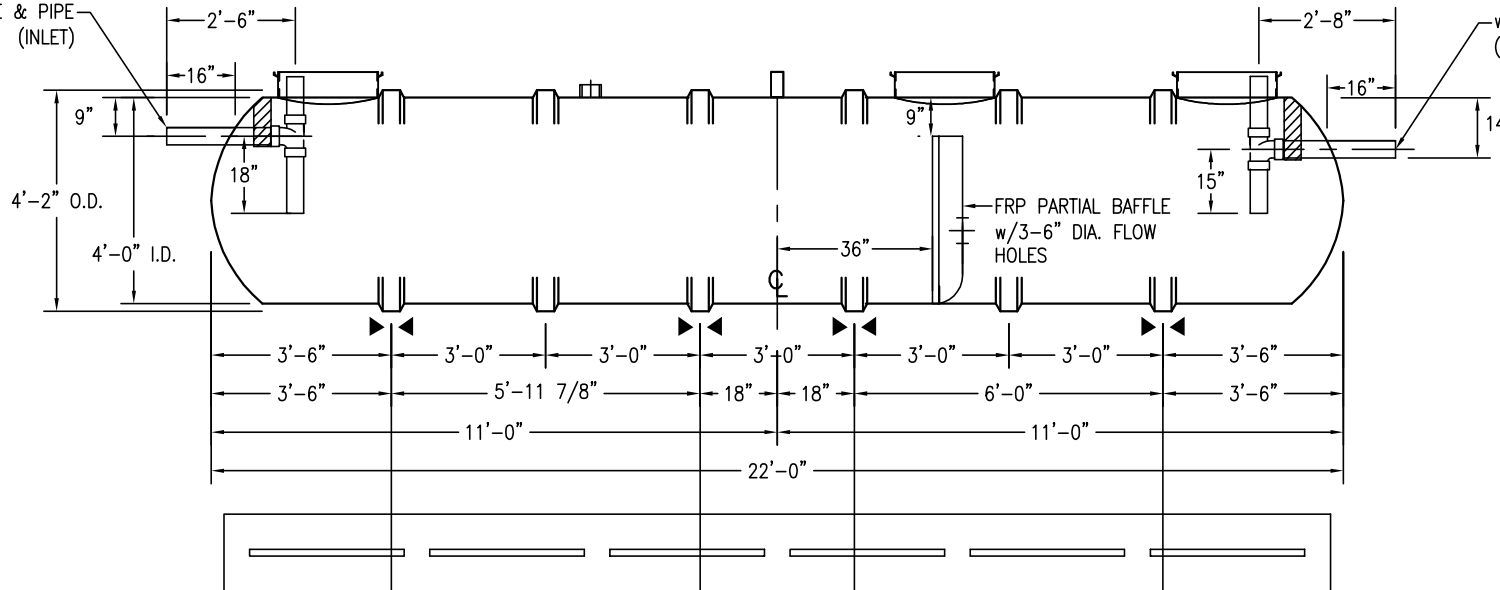 & PIPE
(INLET)
2'-6"
2'-8"
16"
16"
9"
9"
14
18"
15"
4'-2" O.D.
4'-0" I.D.
FRP PARTIAL BAFFLE
w/3-6" DIA. FLOW
HOLES
36"
CL
3'-6" 3'-0" 3'-0" 3'-0" 3'-0" 3'-0" 3'-6"
3'-6" 5'-11 7/8" 18" 18" 6'-0" 3'-6"
11'-0" 11'-0"
22'-0"